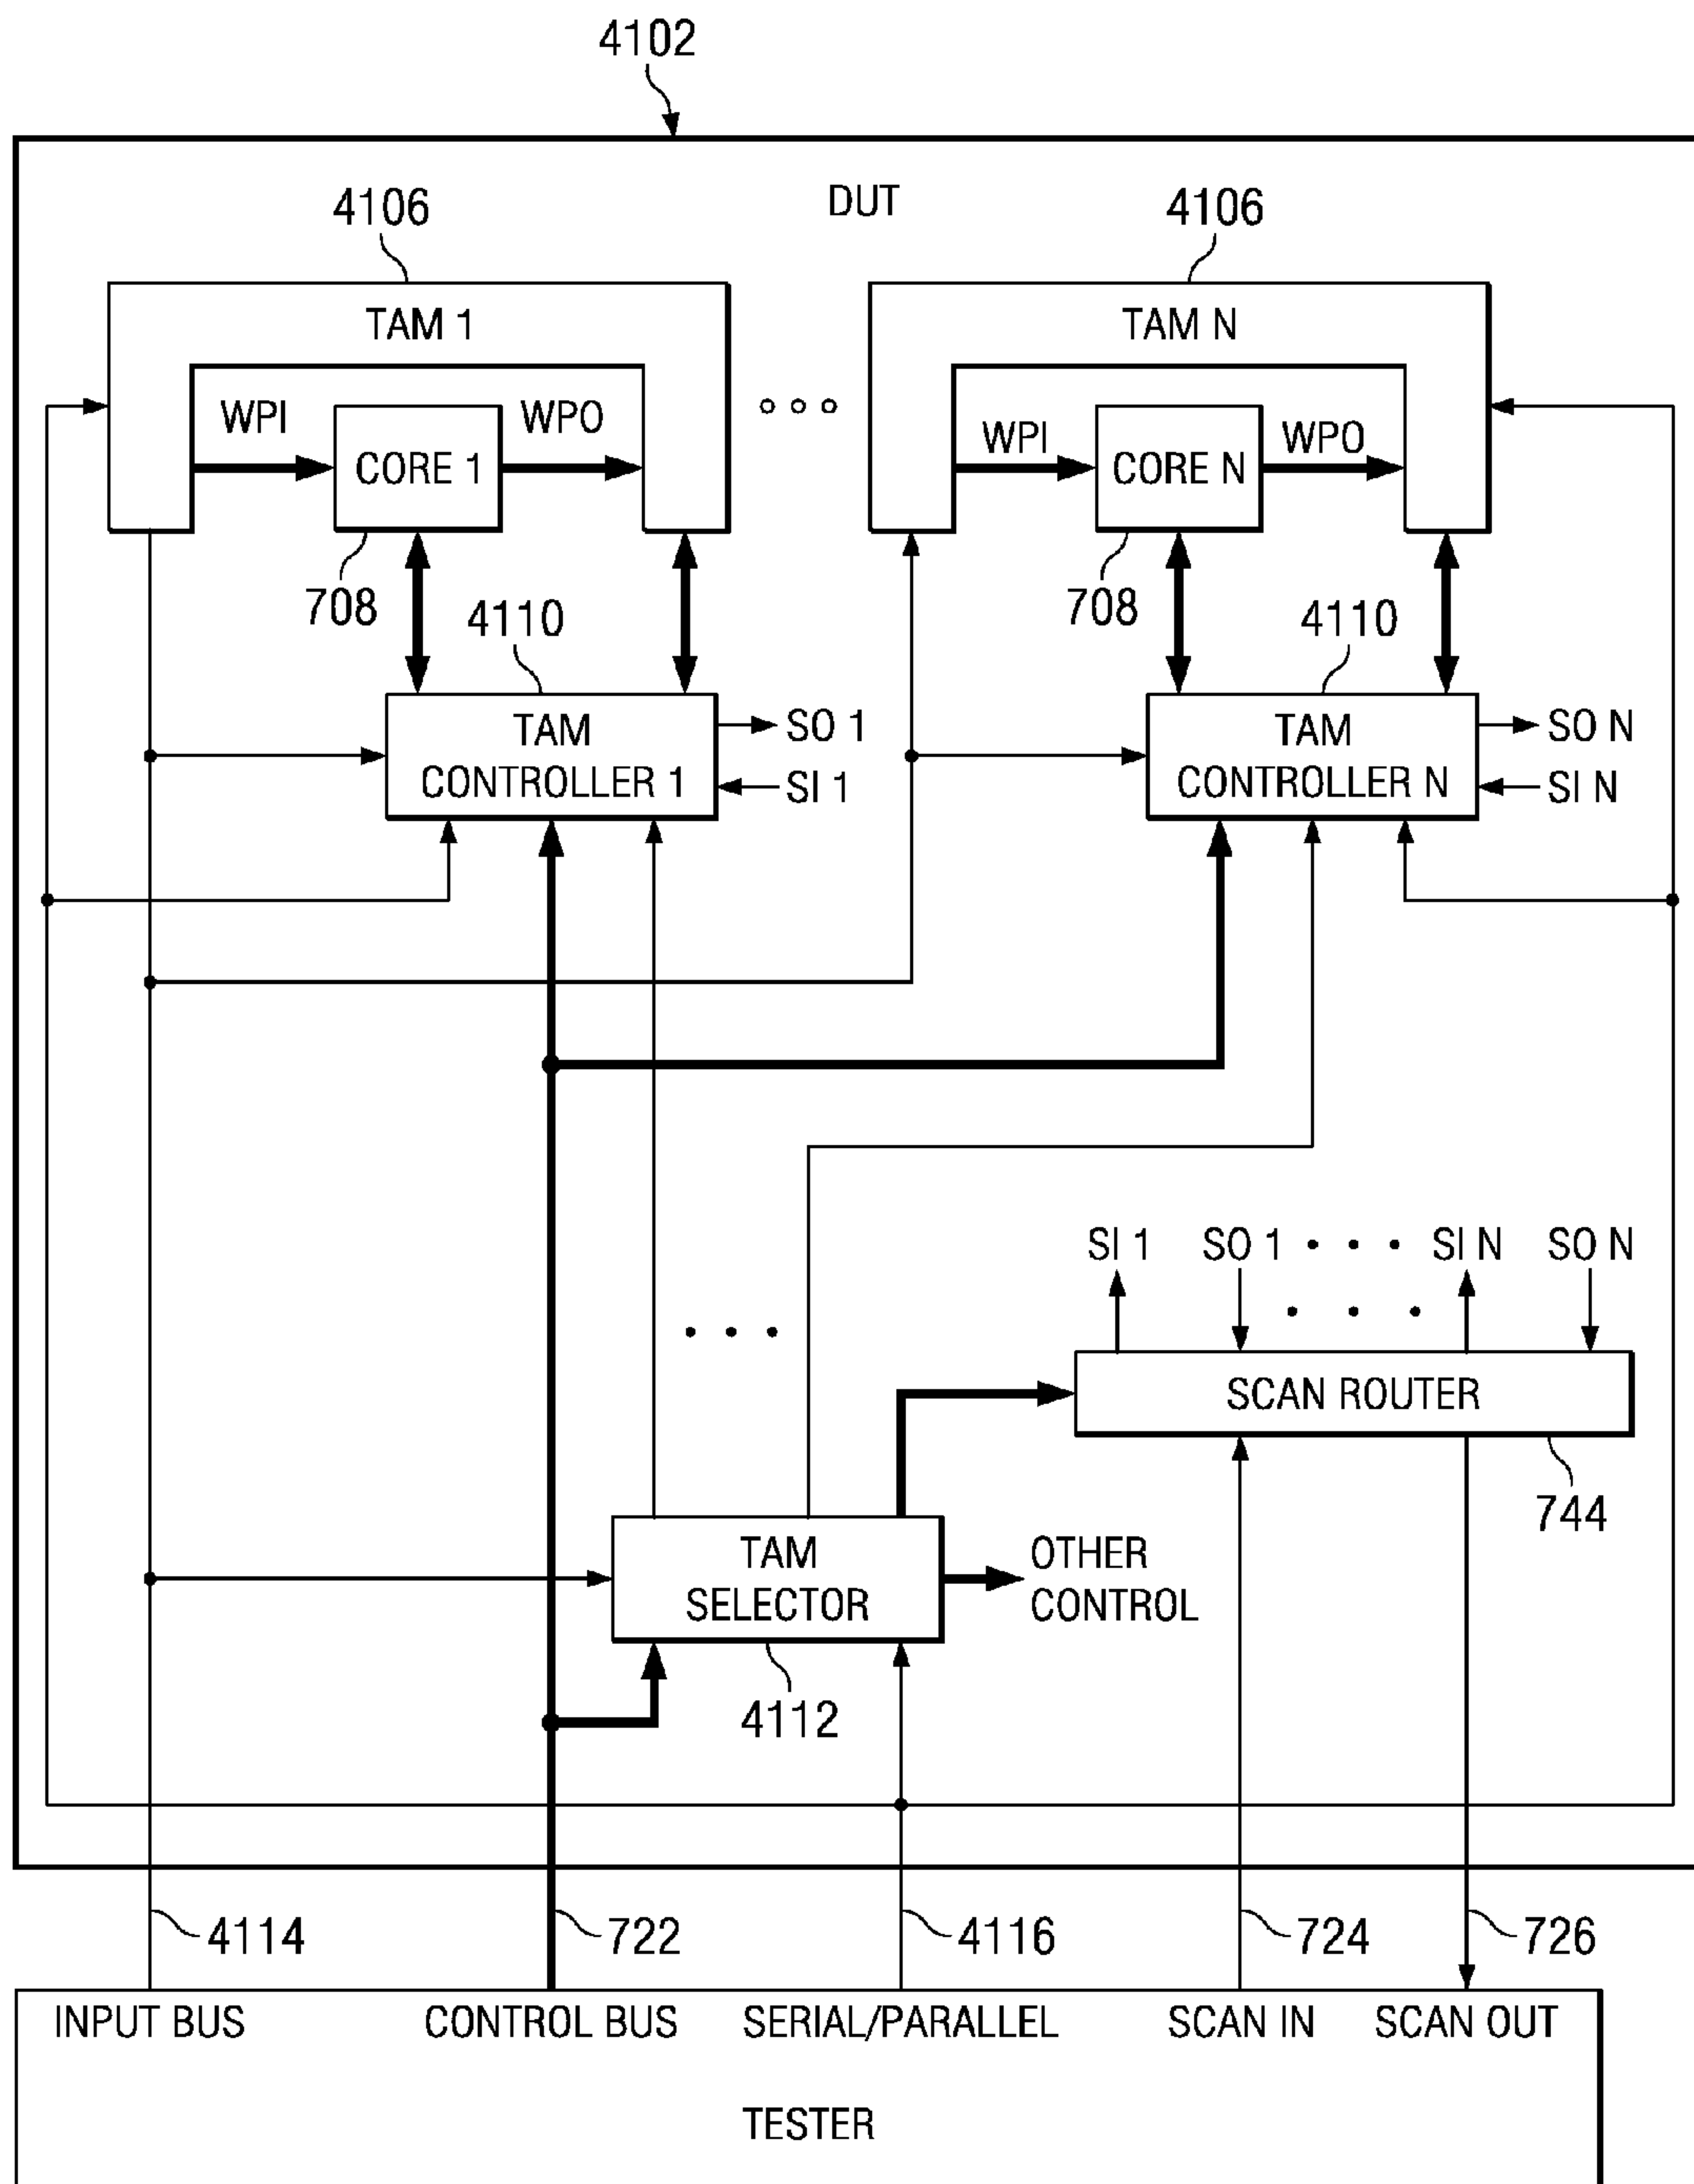 4102
DUT
4106
4106
TAM 1
TAM N
WPI
WPO
WPI
WPO
CORE 1
CORE N
708
708
4110
4110
TAM
CONTROLLER 1
SO 1
SI 1
TAM
CONTROLLER N
SO N
SI N
SI 1
SO 1
SI N
SO N
SCAN ROUTER
744
TAM
SELECTOR
OTHER
CONTROL
4112
4114
722
4116
724
726
INPUT BUS
CONTROL BUS
SERIAL/PARALLEL
SCAN IN
SCAN OUT
TESTER